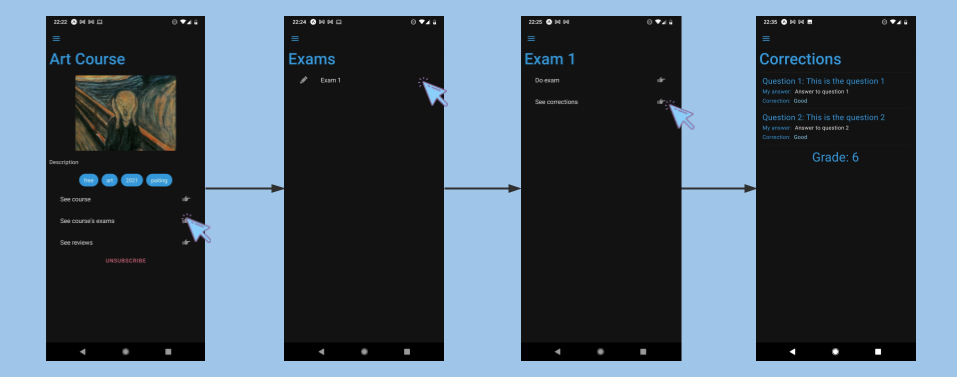 22:22
Art Course
Description
free art 2021 painting
See course
See course's exams
See reviews
UNSUBSCRIBE
22:24
Exams
Exam 1
22:25
Exam 1
Do exam
See corrections
22:35
Corrections
Question 1: This is the question 1
My answer: Answer to question 1
Correction: Good
Question 2: This is the question 2
My answer: Answer to question 2
Correction: Good
Grade: 6